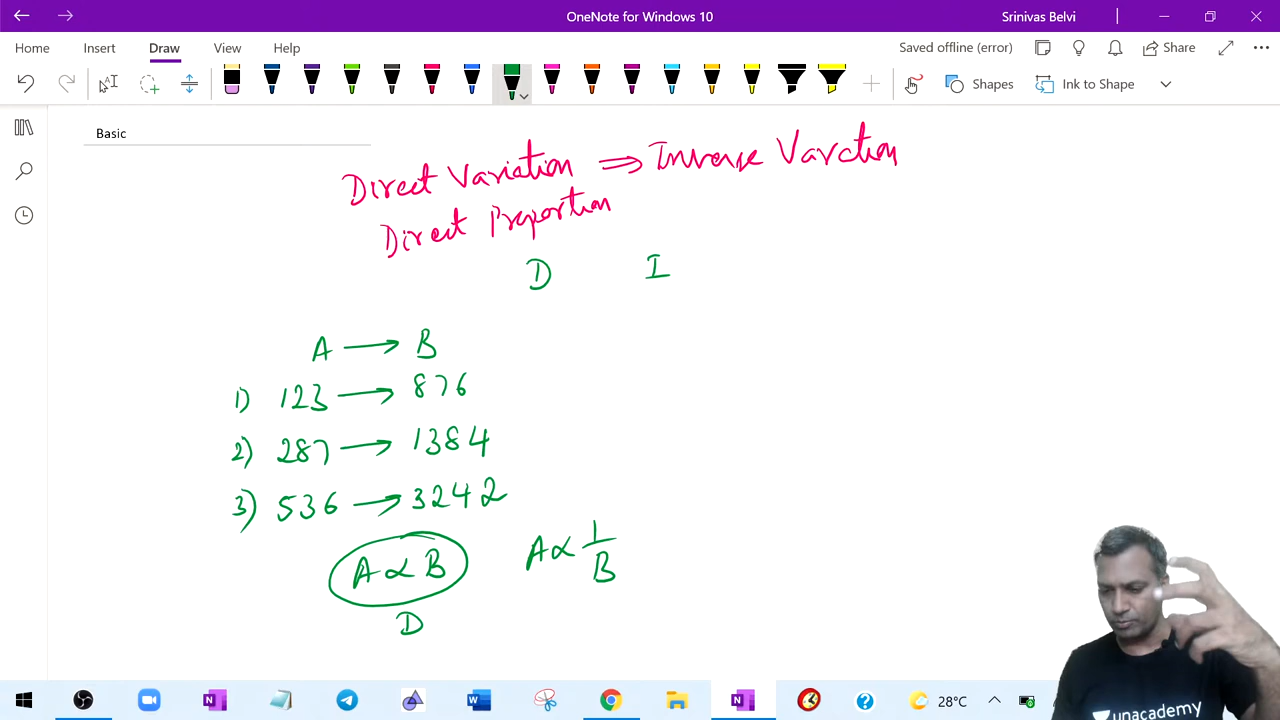 OneNote for Windows 10
Srinivas Belvi
Home Insert Draw View Help
Saved offline (error)
Share
Shapes
Ink to Shape
Basic
Direct Variation ⇒ Inverse Varction
Direct Proportion
D I
A → B
1) 123 → 876
2) 287 → 1384
3) 536 → 3242
A ∝ B A ∝ 1/B
D
unacademy
28°C